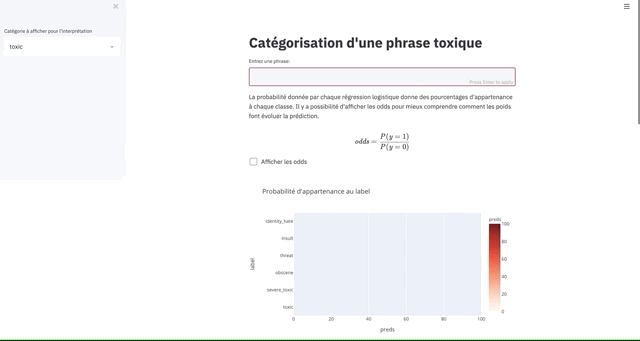 Catégorie à afficher pour l'interprétation
toxic
Catégorisation d'une phrase toxique
Entrez une phrase:
Press Enter to apply
La probabilité donnée par chaque régression logistique donne des pourcentages d'appartenance
à chaque classe. Il y a possibilité d'afficher les odds pour mieux comprendre comment les poids
font évoluer la prédiction.
odds = P(y = 1) / P(y = 0)
Afficher les odds
Probabilité d'appartenance au label
preds
100
80
60
40
20
0
label
identity_hate
insult
threat
obscene
severe_toxic
toxic
0 20 40 60 80 100
preds